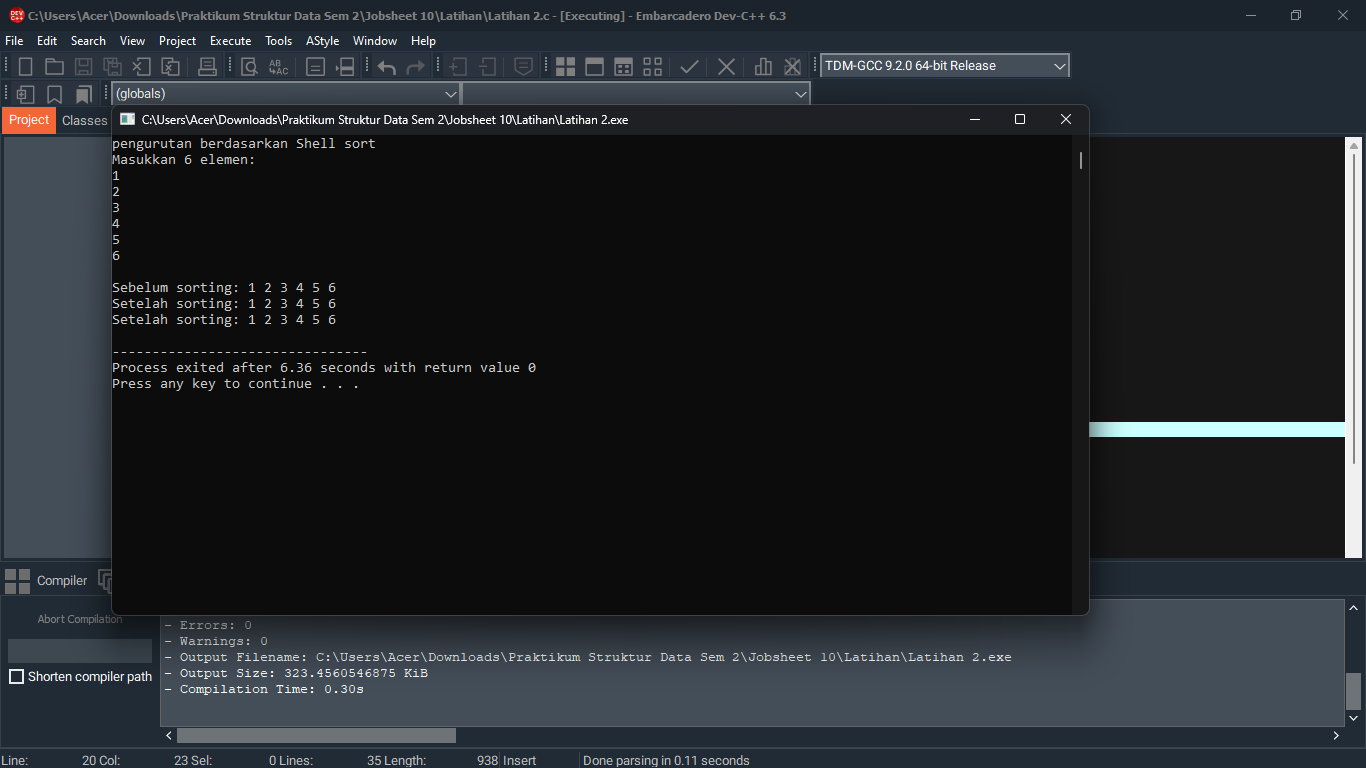 C:\Users\Acer\Downloads\Praktikum Struktur Data Sem 2\Jobsheet 10\Latihan\Latihan 2.c - [Executing] - Embarcadero Dev-C++ 6.3
File Edit Search View Project Execute Tools AStyle Window Help
TDM-GCC 9.2.0 64-bit Release
(globals)
Project Classes
C:\Users\Acer\Downloads\Praktikum Struktur Data Sem 2\Jobsheet 10\Latihan\Latihan 2.exe
pengurutan berdasarkan Shell sort
Masukkan 6 elemen:
1
2
3
4
5
6
Sebelum sorting: 1 2 3 4 5 6
Setelah sorting: 1 2 3 4 5 6
Setelah sorting: 1 2 3 4 5 6
--------------------------------
Process exited after 6.36 seconds with return value 0
Press any key to continue . . .
Compiler
Abort Compilation
Shorten compiler path
- Errors: 0
- Warnings: 0
- Output Filename: C:\Users\Acer\Downloads\Praktikum Struktur Data Sem 2\Jobsheet 10\Latihan\Latihan 2.exe
- Output Size: 323.4560546875 KiB
- Compilation Time: 0.30s
Line: 20 Col: 23 Sel: 0 Lines: 35 Length: 938 Insert Done parsing in 0.11 seconds